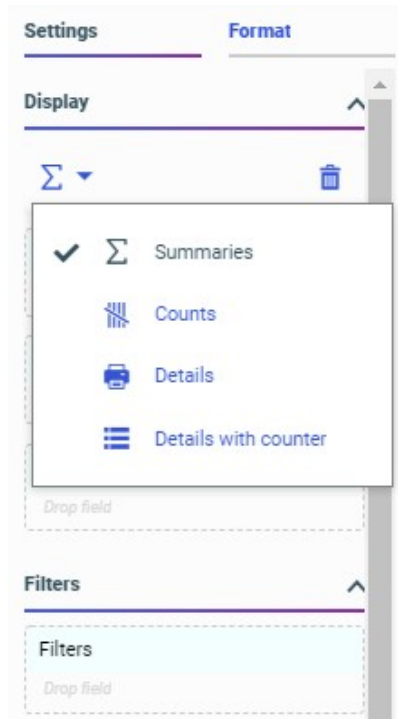 Settings Format
Display
Σ
Σ Summaries
Counts
Details
Details with counter
Drop field
Filters
Filters
Drop field